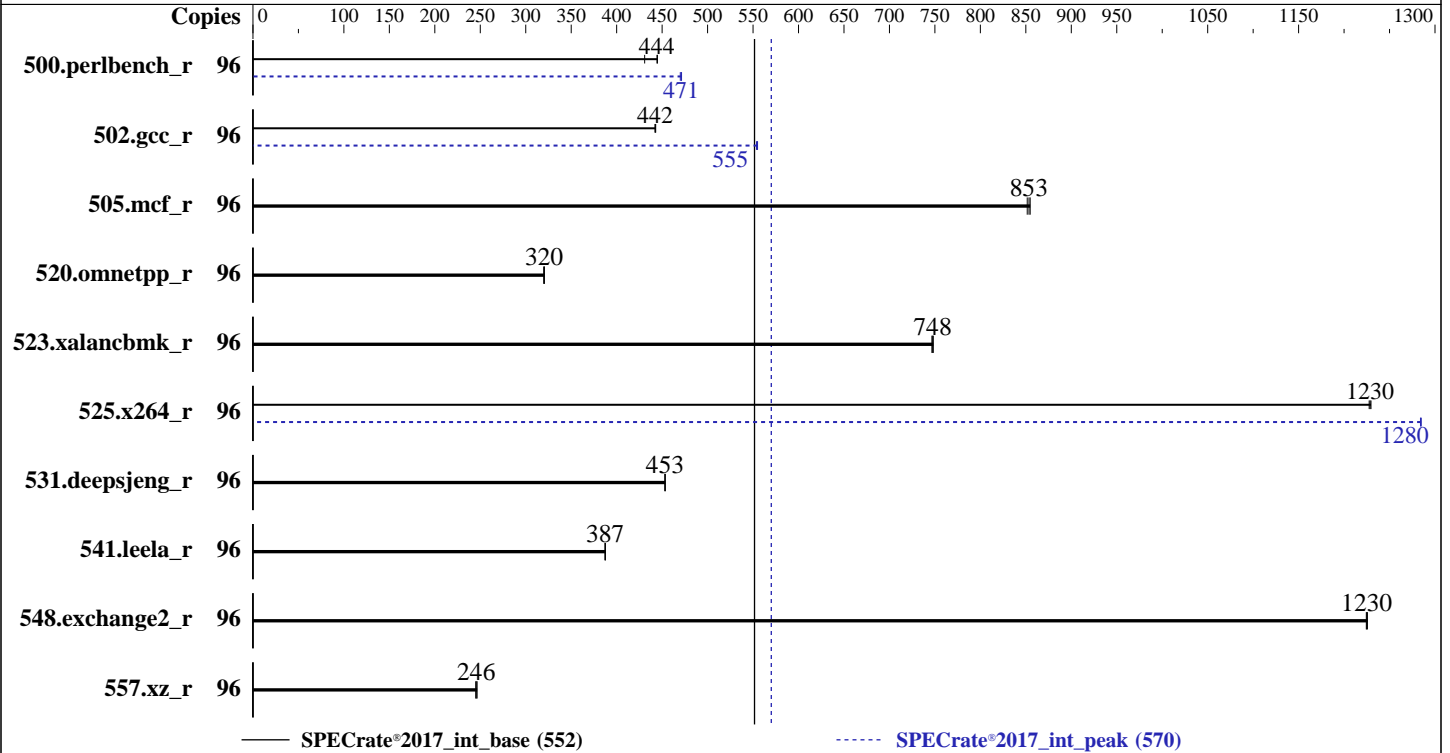 Copies 0 100 150 200 250 300 350 400 450 500 550 600 650 700 750 800 850 900 950 1050 1150 1300
444
500.perlbench_r 96
471
442
502.gcc_r 96
555
853
505.mcf_r 96
320
520.omnetpp_r 96
748
523.xalancbmk_r 96
1230
525.x264_r 96
1280
453
531.deepsjeng_r 96
387
541.leela_r 96
1230
548.exchange2_r 96
246
557.xz_r 96
SPECrate®2017_int_base (552) SPECrate®2017_int_peak (570)